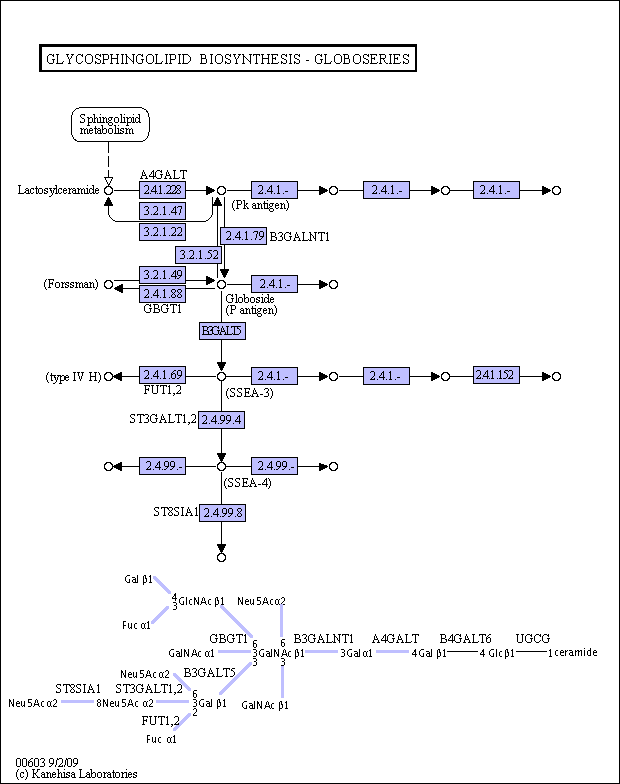 GLYCOSPHINGOLIPID BIOSYNTHESIS - GLOBOSERIES
Sphingolipid
metabolism
A4GALT
Lactosylceramide
2.4.1.228
2.4.1.-
2.4.1.-
2.4.1.-
(Pk antigen)
3.2.1.47
3.2.1.22
2.4.1.79
B3GALNT1
3.2.1.52
3.2.1.49
(Forssman)
2.4.1.-
2.4.1.88
GBGT1
Globoside
(P antigen)
B3GALT5
(type IV H)
2.4.1.69
2.4.1.-
2.4.1.-
2.4.1.152
FUT1,2
(SSEA-3)
ST3GALT1,2
2.4.99.4
2.4.99.-
2.4.99.-
(SSEA-4)
ST8SIA1
2.4.99.8
Gal β1
4
3
GlcNAc β1
Neu5Acα2
Fuc α1
GBGT1
6
6
B3GALNT1
A4GALT
B4GALT6
UGCG
GalNAc α1
3
GalNAc β1
3Gal α1
4Gal β1
4 Glc β1
1 ceramide
3
3
B3GALT5
Neu5Ac α2
ST8SIA1
ST3GALT1,2
6
Neu5Ac α2
8Neu5Ac α2
3Gal β1
GalNAc β1
2
FUT1,2
Fuc α1
00603 9/2/09
(c) Kanehisa Laboratories